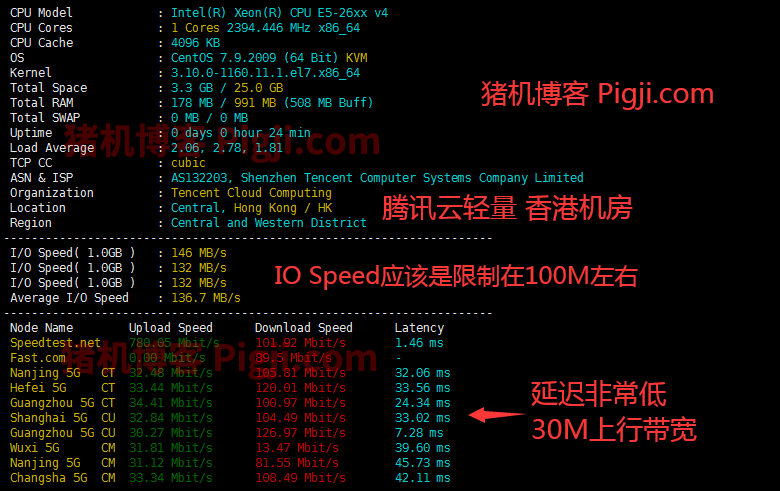 CPU Model : Intel(R) Xeon(R) CPU E5-26xx v4
CPU Cores : 1 Cores 2394.446 MHz x86_64
CPU Cache : 4096 KB
OS : CentOS 7.9.2009 (64 Bit) KVM
Kernel : 3.10.0-1160.11.1.el7.x86_64
Total Space : 3.3 GB / 25.0 GB
猪机博客 Pigji.com
Total RAM : 178 MB / 991 MB (508 MB Buff)
Total SWAP : 0 MB / 0 MB
Uptime : 0 days 0 hour 24 min
猪机博客 Pigji.com
Load Average : 2.06, 2.78, 1.81
TCP CC : cubic
ASN & ISP : AS132203, Shenzhen Tencent Computer Systems Company Limited
Organization : Tencent Cloud Computing
Location : Central, Hong Kong / HK
腾讯云轻量 香港机房
Region : Central and Western District
----------------------------------------------------------------------
I/O Speed( 1.0GB ) : 146 MB/s
I/O Speed( 1.0GB ) : 132 MB/s
IO Speed应该是限制在100M左右
I/O Speed( 1.0GB ) : 132 MB/s
Average I/O Speed : 136.7 MB/s
----------------------------------------------------------------------
Node Name Upload Speed Download Speed Latency
Speedtest.net 780.05 Mbit/s 101.92 Mbit/s 1.46 ms
猪机博客 Pigji.com
Fast.com 0.00 Mbit/s 89.5 Mbit/s -
Nanjing 5G CT 32.48 Mbit/s 105.81 Mbit/s 32.06 ms
Hefei 5G CT 33.44 Mbit/s 120.01 Mbit/s 33.56 ms
延迟非常低
Guangzhou 5G CT 34.41 Mbit/s 100.97 Mbit/s 24.34 ms
Shanghai 5G CU 32.84 Mbit/s 104.49 Mbit/s 33.02 ms
30M上行带宽
Guangzhou 5G CU 30.27 Mbit/s 126.97 Mbit/s 7.28 ms
Wuxi 5G CM 31.81 Mbit/s 13.47 Mbit/s 39.60 ms
Nanjing 5G CM 31.12 Mbit/s 81.55 Mbit/s 45.73 ms
Changsha 5G CM 33.34 Mbit/s 108.49 Mbit/s 42.11 ms